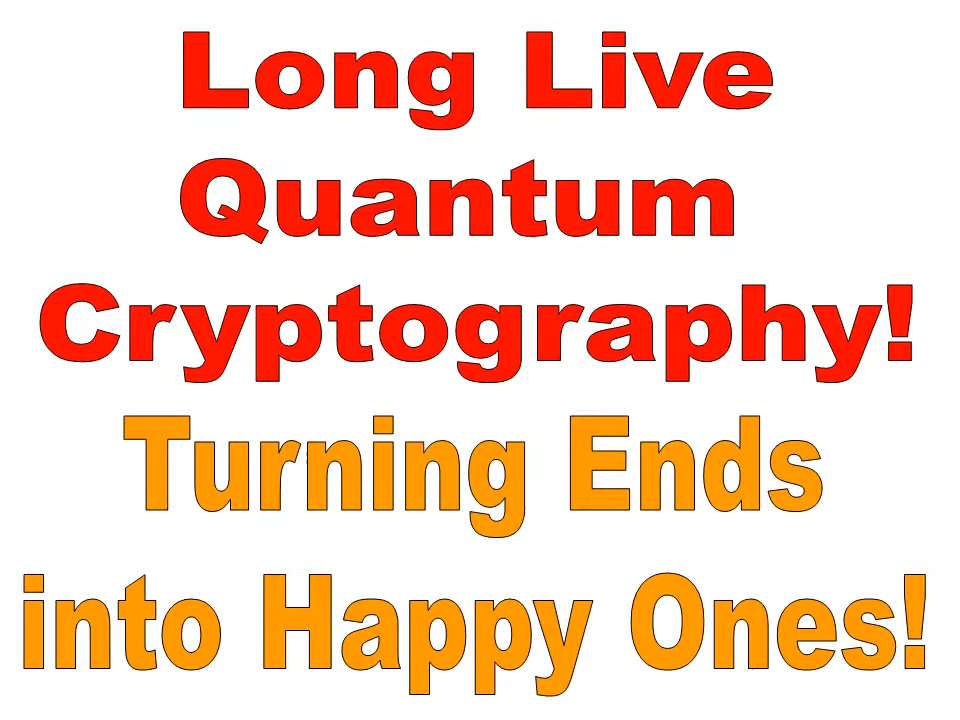 Long Live
Quantum
Cryptography!
Turning Ends
into Happy Ones!